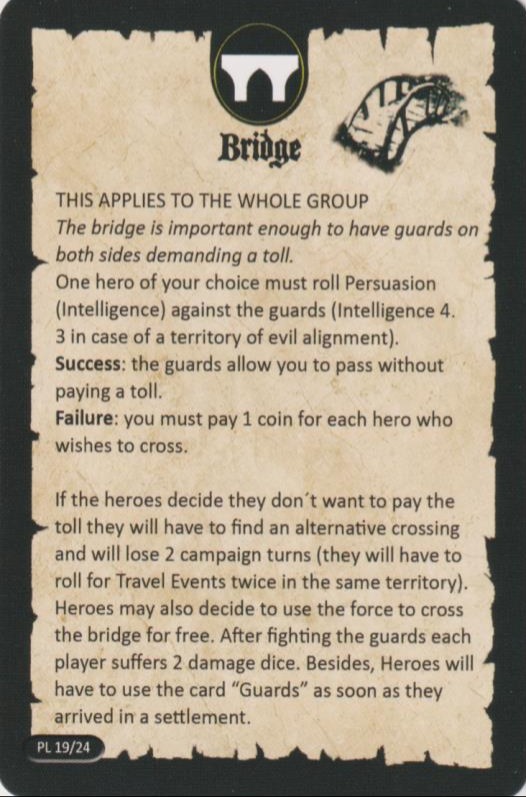 Bridge
THIS APPLIES TO THE WHOLE GROUP
The bridge is important enough to have guards on
both sides demanding a toll.
One hero of your choice must roll Persuasion
(Intelligence) against the guards (Intelligence 4.
3 in case of a territory of evil alignment).
Success: the guards allow you to pass without
paying a toll.
Failure: you must pay 1 coin for each hero who
wishes to cross.
If the heroes decide they don´t want to pay the
toll they will have to find an alternative crossing
and will lose 2 campaign turns (they will have to
roll for Travel Events twice in the same territory).
Heroes may also decide to use the force to cross
the bridge for free. After fighting the guards each
player suffers 2 damage dice. Besides, Heroes will
have to use the card “Guards” as soon as they
arrived in a settlement.
PL 19/24